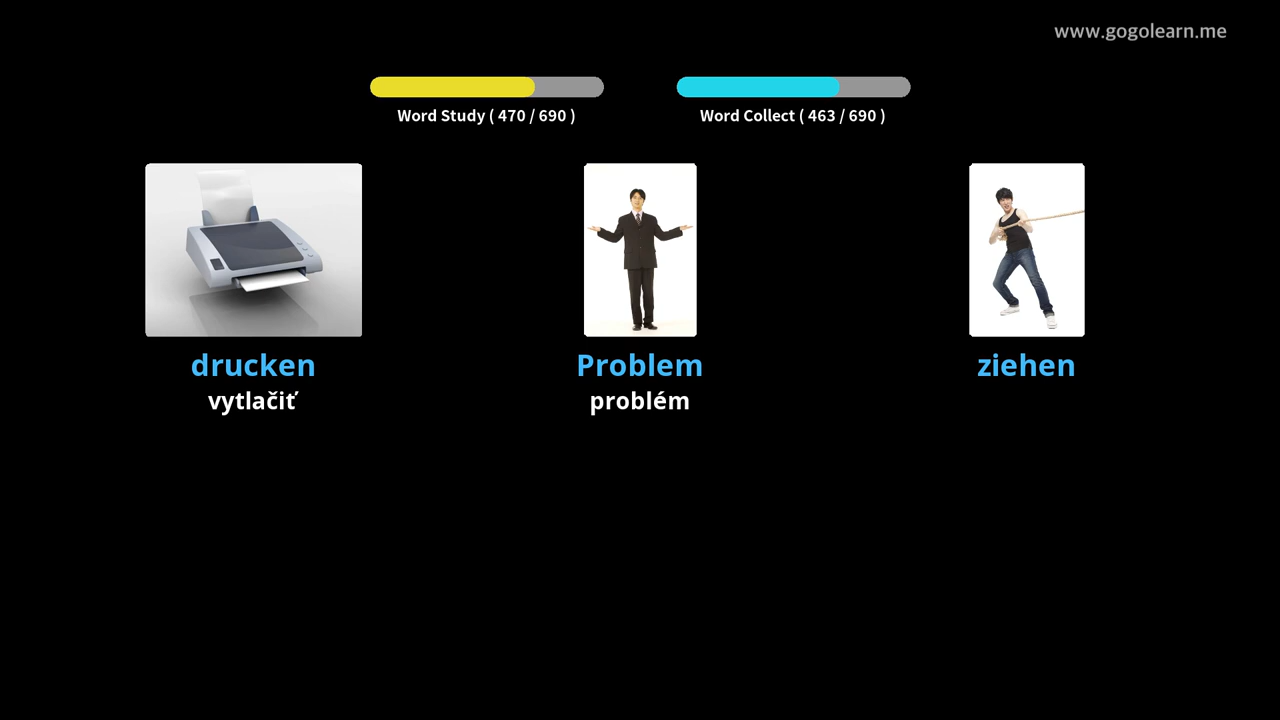 www.gogolearn.me
Word Study ( 470 / 690 )
Word Collect ( 463 / 690 )
drucken
vytlačiť
Problem
problém
ziehen